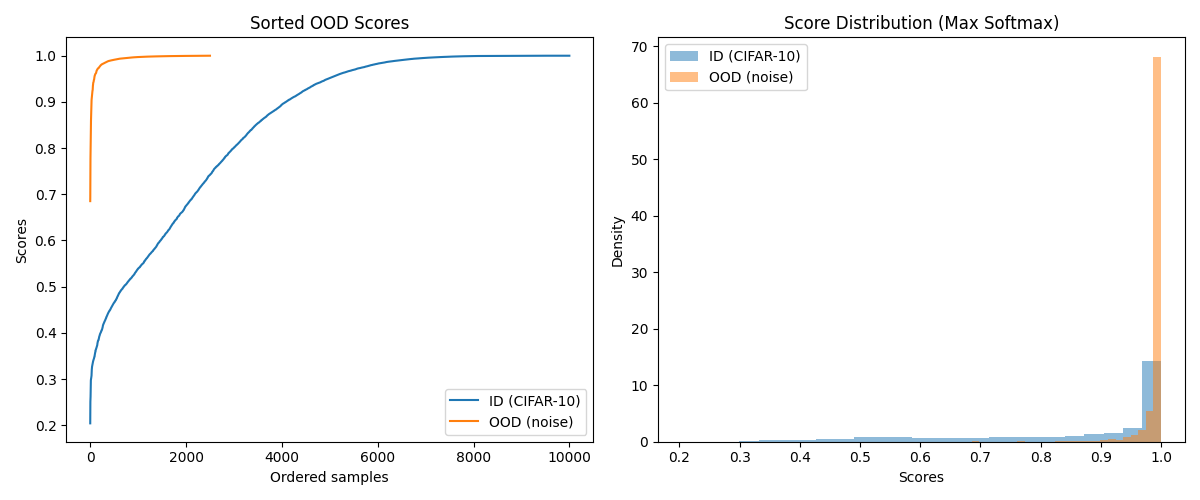 Sorted OOD Scores
Scores
1.0
0.9
0.8
0.7
0.6
0.5
0.4
0.3
0.2
0 2000 4000 6000 8000 10000
Ordered samples
ID (CIFAR-10)
OOD (noise)
Score Distribution (Max Softmax)
ID (CIFAR-10)
OOD (noise)
Density
70
60
50
40
30
20
10
0
0.2 0.3 0.4 0.5 0.6 0.7 0.8 0.9 1.0
Scores